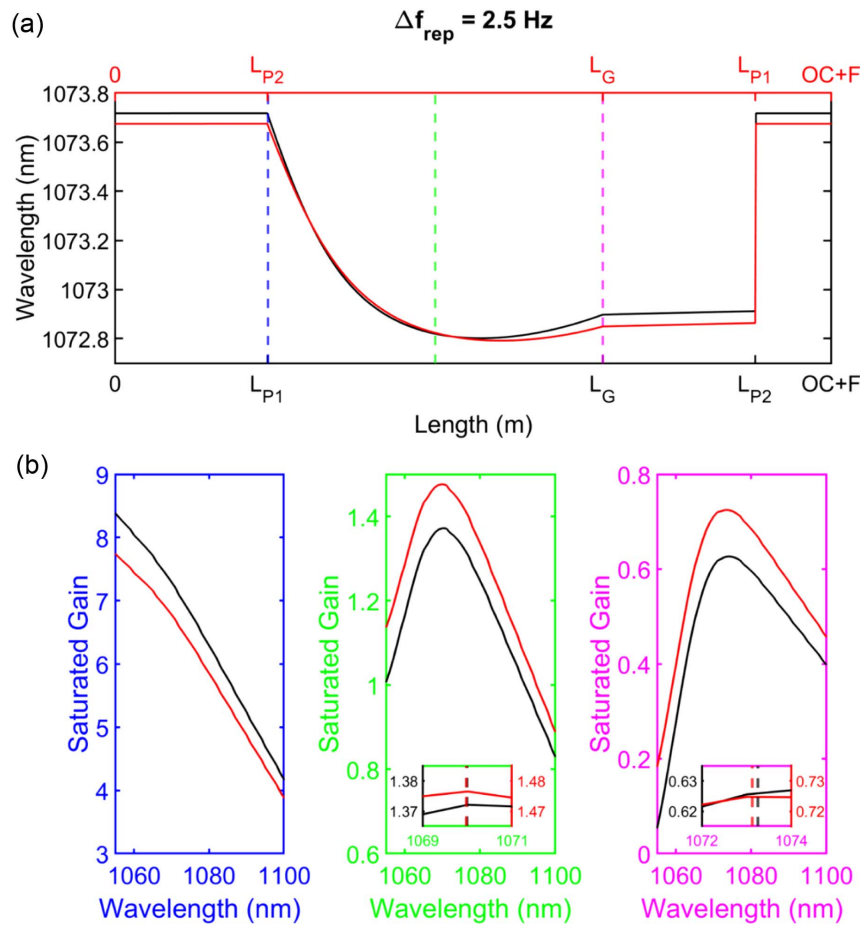 (a)
Δf_rep = 2.5 Hz
0 L_P2 L_G L_P1 OC+F
1073.8
1073.6
1073.4
1073.2
1073
1072.8
Wavelength (nm)
0 L_P1 L_G L_P2 OC+F
Length (m)
(b)
9
8
7
6
5
4
3
Saturated Gain
1060 1080 1100
Wavelength (nm)
1.4
1.2
1
0.8
0.6
Saturated Gain
1.38 1.48
1.37 1.47
1069 1071
1060 1080 1100
Wavelength (nm)
0.8
0.6
0.4
0.2
0
Saturated Gain
0.63 0.73
0.62 0.72
1072 1074
1060 1080 1100
Wavelength (nm)